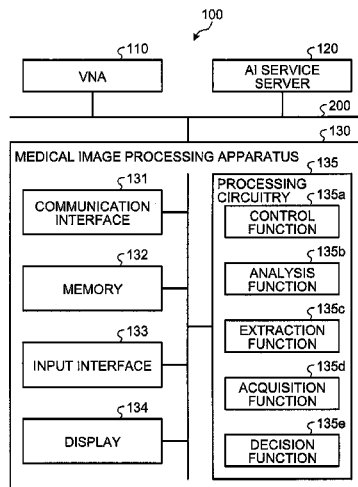 100
110
120
VNA
AI SERVICE
SERVER
200
130
MEDICAL IMAGE PROCESSING APPARATUS
131
COMMUNICATION
INTERFACE
132
MEMORY
133
INPUT INTERFACE
134
DISPLAY
135
PROCESSING
CIRCUITRY
135a
CONTROL
FUNCTION
135b
ANALYSIS
FUNCTION
135c
EXTRACTION
FUNCTION
135d
ACQUISITION
FUNCTION
135e
DECISION
FUNCTION